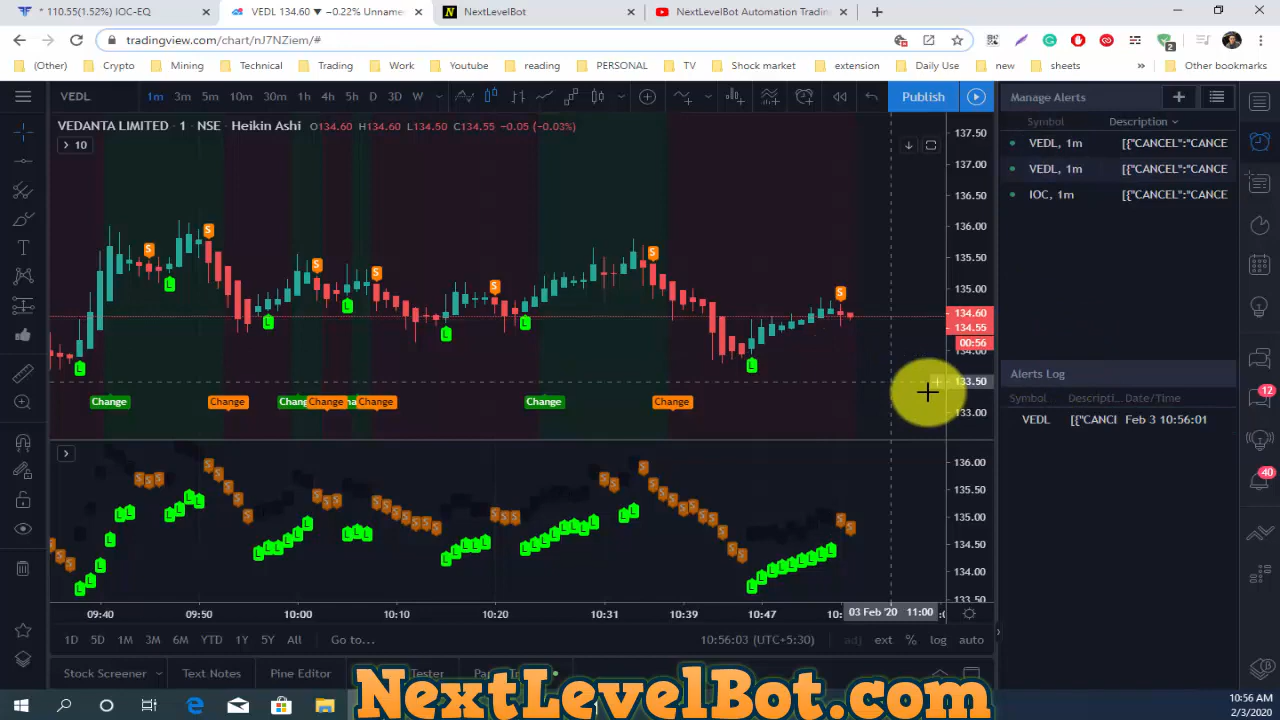 * 110.55(1.52%) IOC-EQ
VEDL 134.60 ▼ −0.22% Unname
NextLevelBot
NextLevelBot Automation Trading
tradingview.com/chart/nJ7NZiem/#
(Other)
Crypto
Mining
Technical
Trading
Work
Youtube
reading
PERSONAL
TV
Shock market
extension
Daily Use
new
sheets
»
Other bookmarks
VEDL
1m 3m 5m 10m 30m 1h 4h 5h D 3D W
Publish
Manage Alerts
VEDANTA LIMITED · 1 · NSE · Heikin Ashi O134.60 H134.60 L134.50 C134.55 −0.05 (−0.03%)
10
Symbol Description
VEDL, 1m [{"CANCEL":"CANCE
VEDL, 1m [{"CANCEL":"CANCE
IOC, 1m [{"CANCEL":"CANCE
137.50
137.00
136.50
136.00
135.50
135.00
134.60
134.55
00:56
134.00
133.50
133.00
S S S S S S S
L L L L L L L
Change Change Change Change Change Change Change
Alerts Log
Symbol Descripti... Date/Time
VEDL [{"CANCI Feb 3 10:56:01
12
40
2
136.00
135.50
135.00
134.50
134.00
133.50
09:40 09:50 10:00 10:10 10:20 10:31 10:39 10:47 03 Feb '20 11:00
1D 5D 1M 3M 6M YTD 1Y 5Y All Go to...
10:56:03 (UTC+5:30) adj ext % log auto
Stock Screener Text Notes Pine Editor Tester
NextLevelBot.com
10:56 AM
2/3/2020